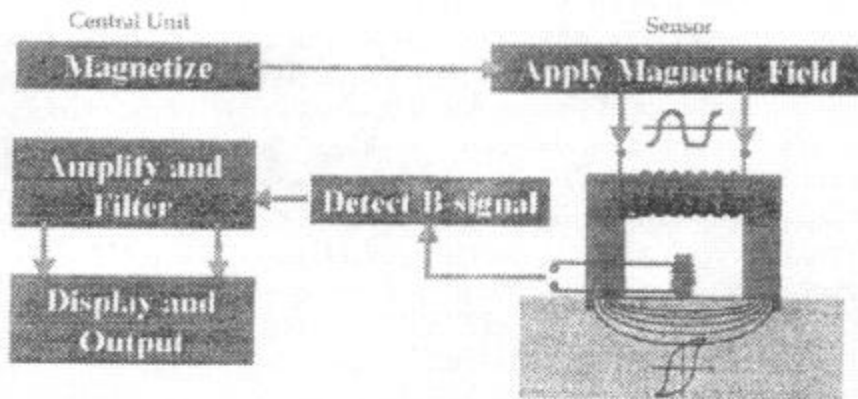 Central Unit
Sensor
Magnetize
Apply Magnetic Field
Amplify and
Filter
Detect B-signal
Display and
Output